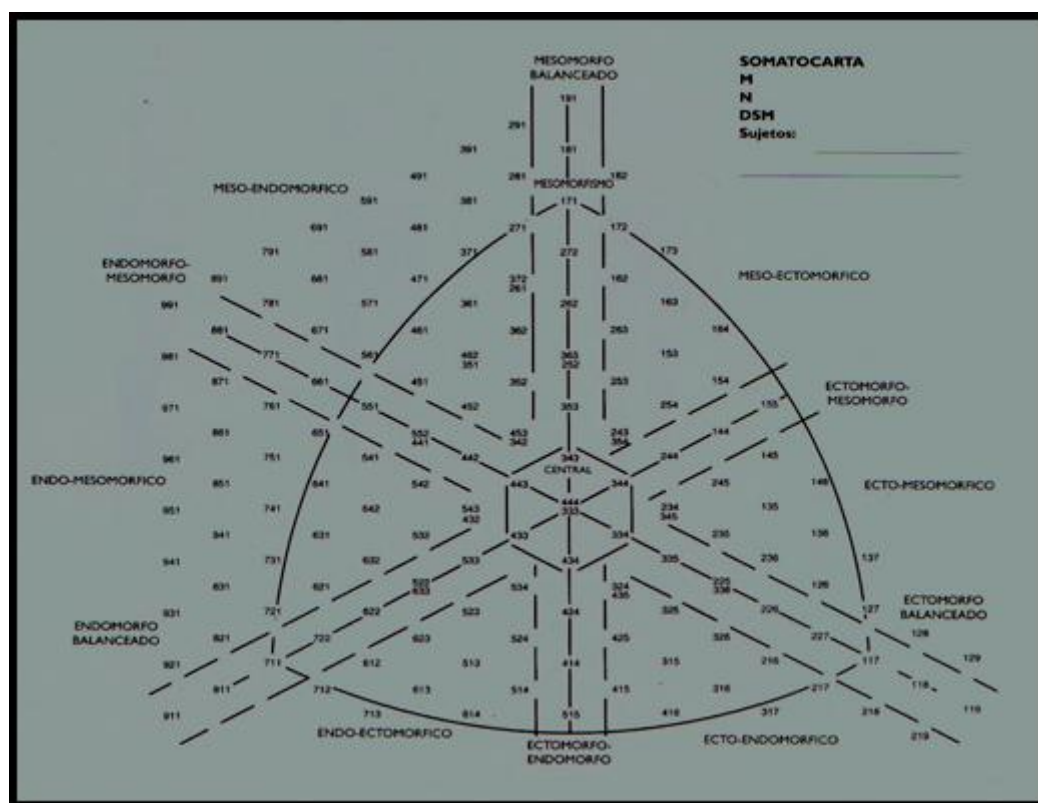 MESOMORFO
BALANCEADO
SOMATOCARTA
M
N
DSM
Sujetos:
191
291
391 181
491 281 182
MESO-ENDOMORFICO MESOMORFISMO
591 381 171
691 481 271 172
791 581 371 272 173
ENDOMORFO-
MESOMORFO
MESO-ECTOMORFICO
891 681 471 372 162
261
991 781 571 361 262 163
881 671 461 362 263 164
981 771 561 462 363 153
351 252
871 661 451 352 253 154
ECTOMORFO-
MESOMORFO
971 761 551 452 353 254 155
861 651 552 453 243 144
441 342 354
961 751 541 442 343 244 145
CENTRAL
ENDO-MESOMORFICO ECTO-MESOMORFICO
851 641 542 443 344 245 146
951 741 642 543 444 234 135
432 333 345
841 631 532 433 334 235 136
941 731 632 533 434 335 236 137
831 621 522 534 324 225 126
633 435 336
931 721 622 523 424 325 226 127
ENDOMORFO
BALANCEADO
ECTOMORFO
BALANCEADO
821 722 623 524 425 326 227 128
921 711 612 513 414 315 216 117 129
811 712 613 514 415 316 217 118
911 713 614 515 416 317 218 119
219
ENDO-ECTOMORFICO
ECTOMORFO-
ENDOMORFO
ECTO-ENDOMORFICO